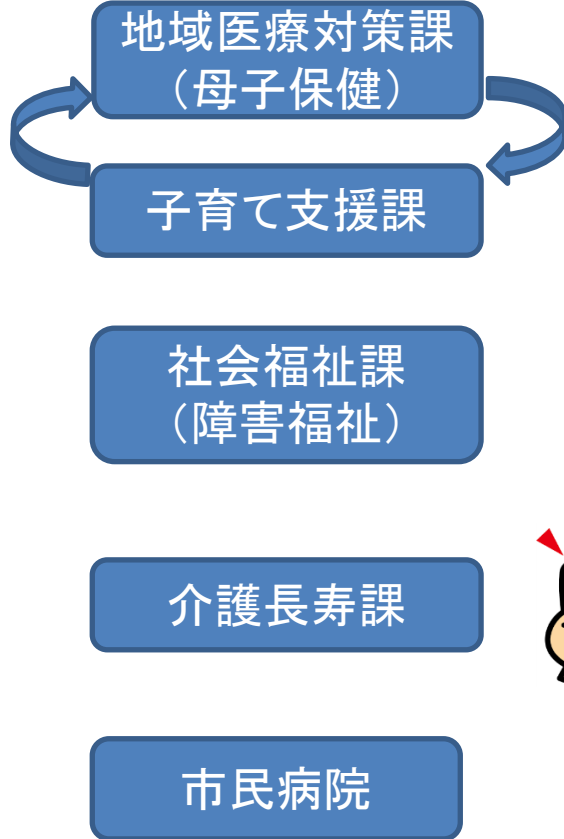 地域医療対策課
（母子保健）
子育て支援課
社会福祉課
（障害福祉）
介護長寿課
市民病院